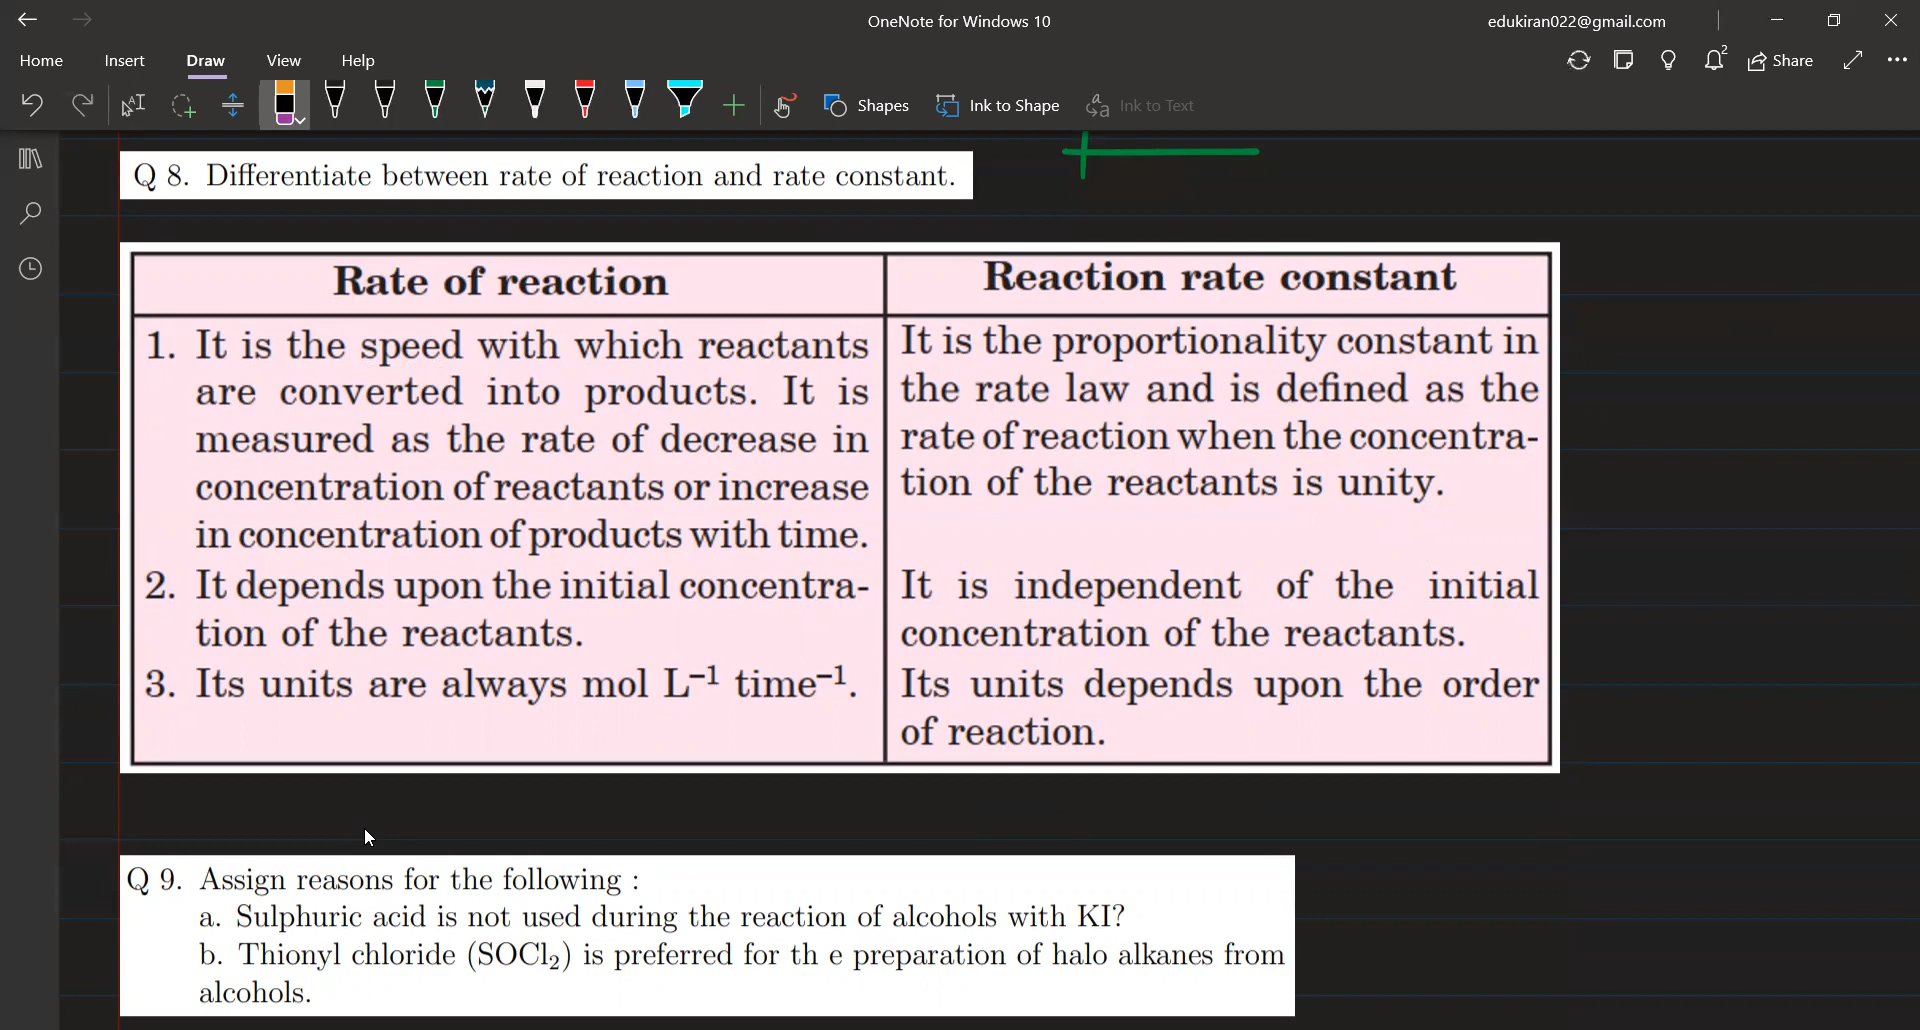 OneNote for Windows 10
edukiran022@gmail.com
Home Insert Draw View Help
2
Share
Shapes
Ink to Shape
Ink to Text
Q 8. Differentiate between rate of reaction and rate constant.
Rate of reaction
1. It is the speed with which reactants
are converted into products. It is
measured as the rate of decrease in
concentration of reactants or increase
in concentration of products with time.
2. It depends upon the initial concentra-
tion of the reactants.
3. Its units are always mol L⁻¹ time⁻¹.
Reaction rate constant
It is the proportionality constant in
the rate law and is defined as the
rate of reaction when the concentra-
tion of the reactants is unity.
It is independent of the initial
concentration of the reactants.
Its units depends upon the order
of reaction.
Q 9. Assign reasons for the following :
a. Sulphuric acid is not used during the reaction of alcohols with KI?
b. Thionyl chloride (SOCl₂) is preferred for th e preparation of halo alkanes from
alcohols.